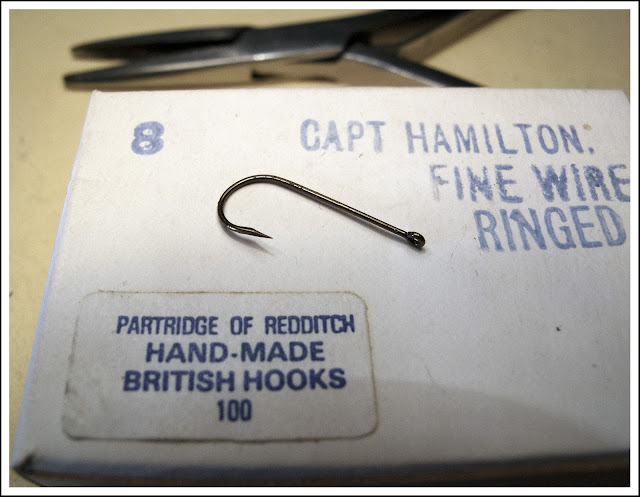 8 CAPT HAMILTON.
FINE WIRE
RINGED
PARTRIDGE OF REDDITCH
HAND-MADE
BRITISH HOOKS
100